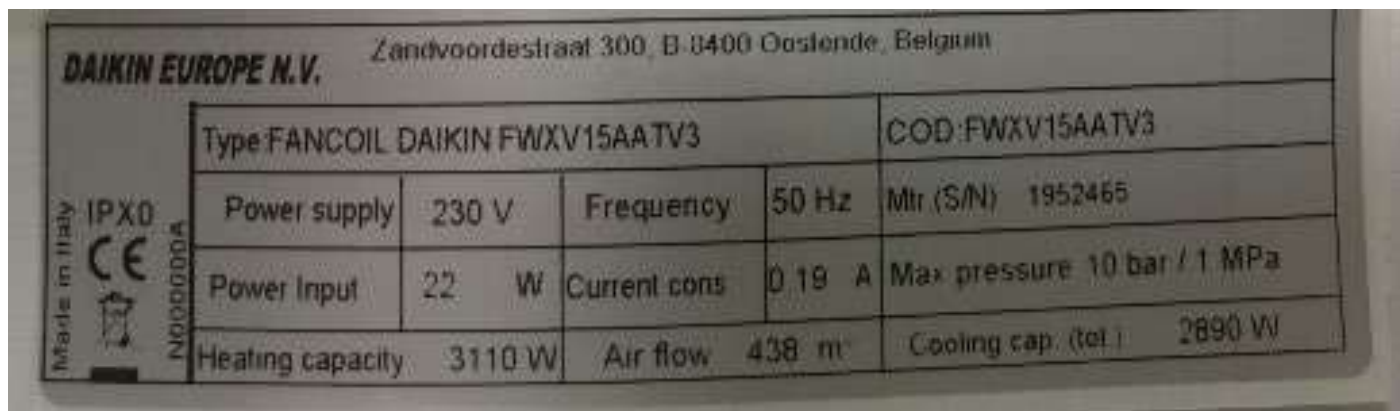 DAIKIN EUROPE N.V. Zandvoordestraat 300, B-8400 Oostende, Belgium
Type:FANCOIL DAIKIN FWXV15AATV3 COD:FWXV15AATV3
Power supply 230 V Frequency 50 Hz Mtr.(S/N) 1952465
Power Input 22 W Current cons 0.19 A Max pressure 10 bar / 1 MPa
Heating capacity 3110 W Air flow 438 m Cooling cap. (tot.) 2890 W
Made in Italy
IPX0
CE
N000000A